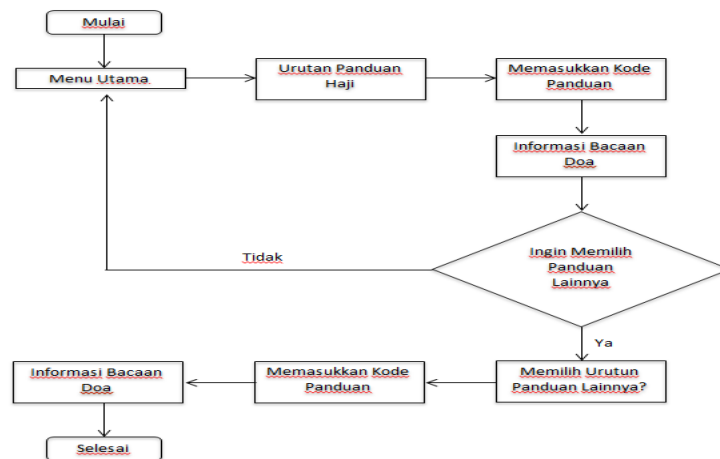 Mulai
Menu Utama
Urutan Panduan
Haji
Memasukkan Kode
Panduan
Informasi Bacaan
Doa
Ingin Memilih
Panduan
Lainnya
Tidak
Ya
Memilih Urutun
Panduan Lainnya?
Memasukkan Kode
Panduan
Informasi Bacaan
Doa
Selesai